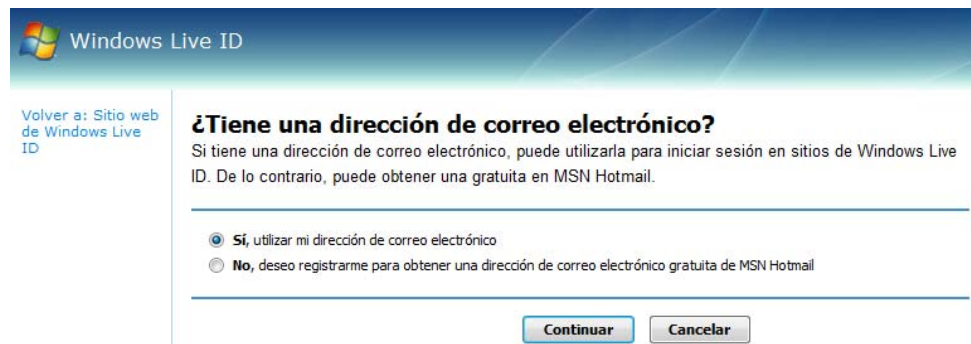 Windows Live ID
Volver a: Sitio web
de Windows Live
ID
¿Tiene una dirección de correo electrónico?
Si tiene una dirección de correo electrónico, puede utilizarla para iniciar sesión en sitios de Windows Live
ID. De lo contrario, puede obtener una gratuita en MSN Hotmail.
Sí, utilizar mi dirección de correo electrónico
No, deseo registrarme para obtener una dirección de correo electrónico gratuita de MSN Hotmail
Continuar Cancelar